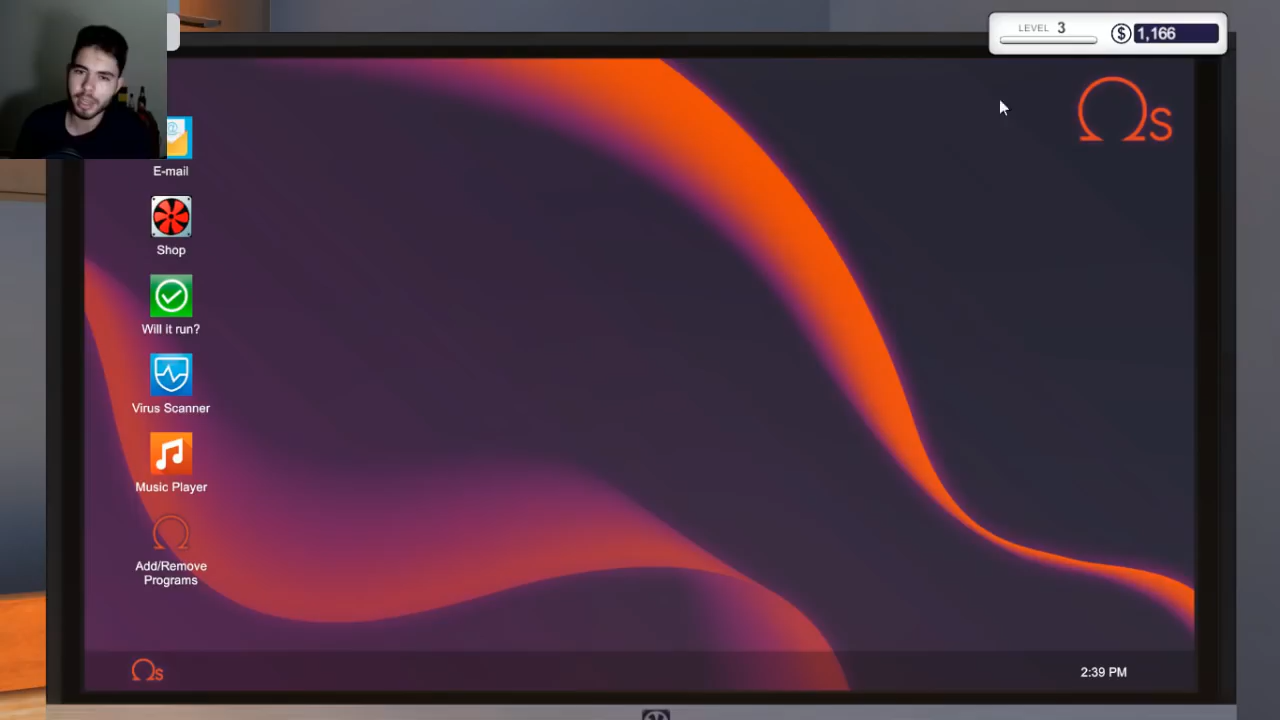 LEVEL 3
$ 1,166
Ωs
E-mail
Shop
Will it run?
Virus Scanner
Music Player
Add/Remove
Programs
Ωs
2:39 PM